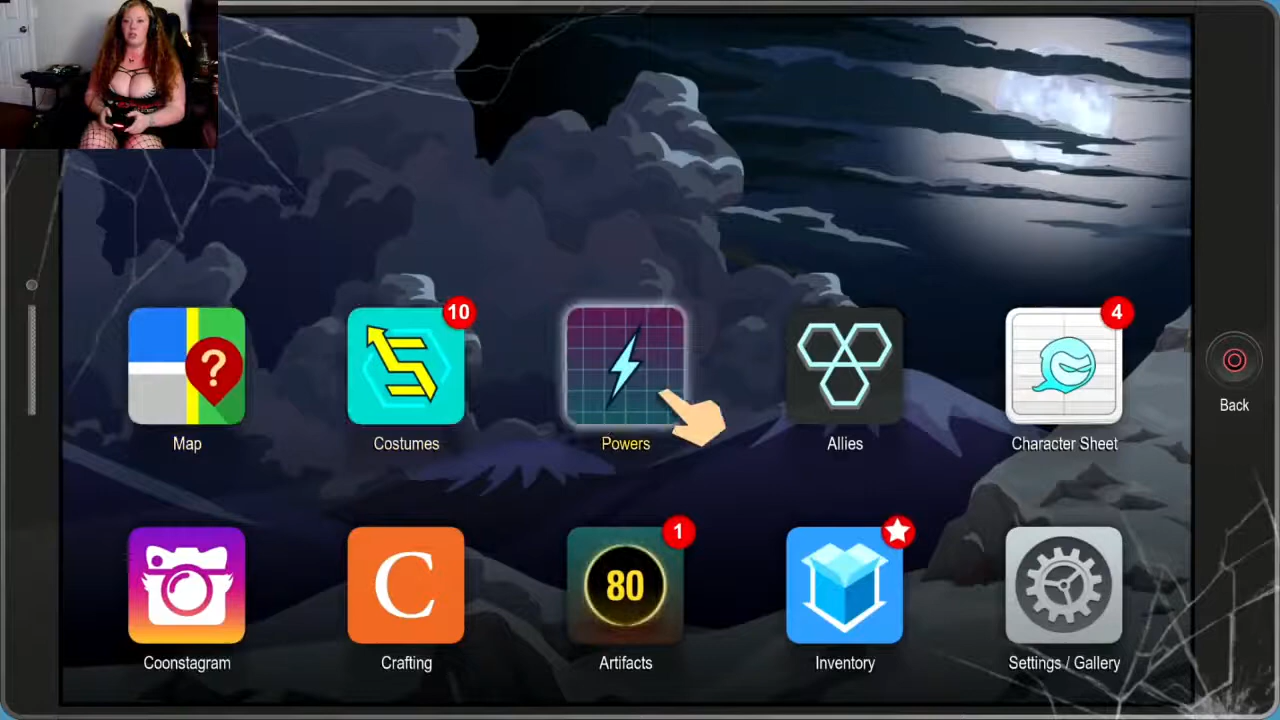 10
4
?
Map
Costumes
Powers
Allies
Character Sheet
Back
1
C
80
Coonstagram
Crafting
Artifacts
Inventory
Settings / Gallery